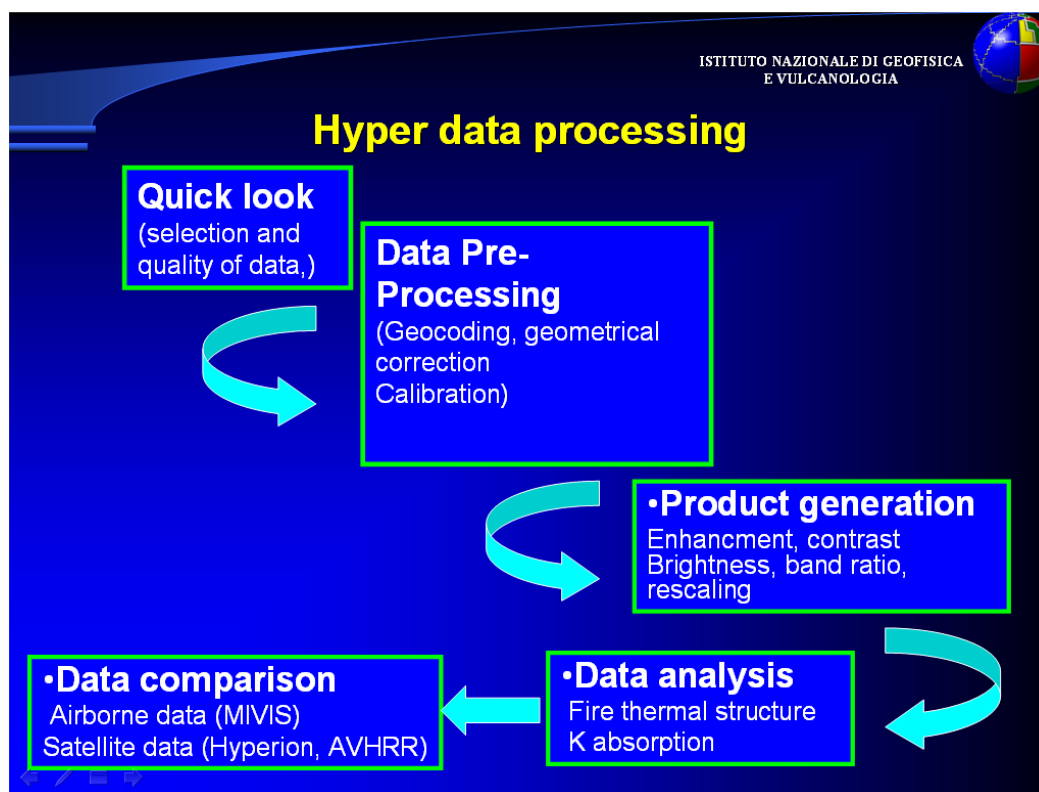 ISTITUTO NAZIONALE DI GEOFISICA
E VULCANOLOGIA
Hyper data processing
Quick look
(selection and
quality of data,)
Data Pre-
Processing
(Geocoding, geometrical
correction
Calibration)
•Product generation
Enhancment, contrast
Brightness, band ratio,
rescaling
•Data analysis
Fire thermal structure
K absorption
•Data comparison
Airborne data (MIVIS)
Satellite data (Hyperion, AVHRR)